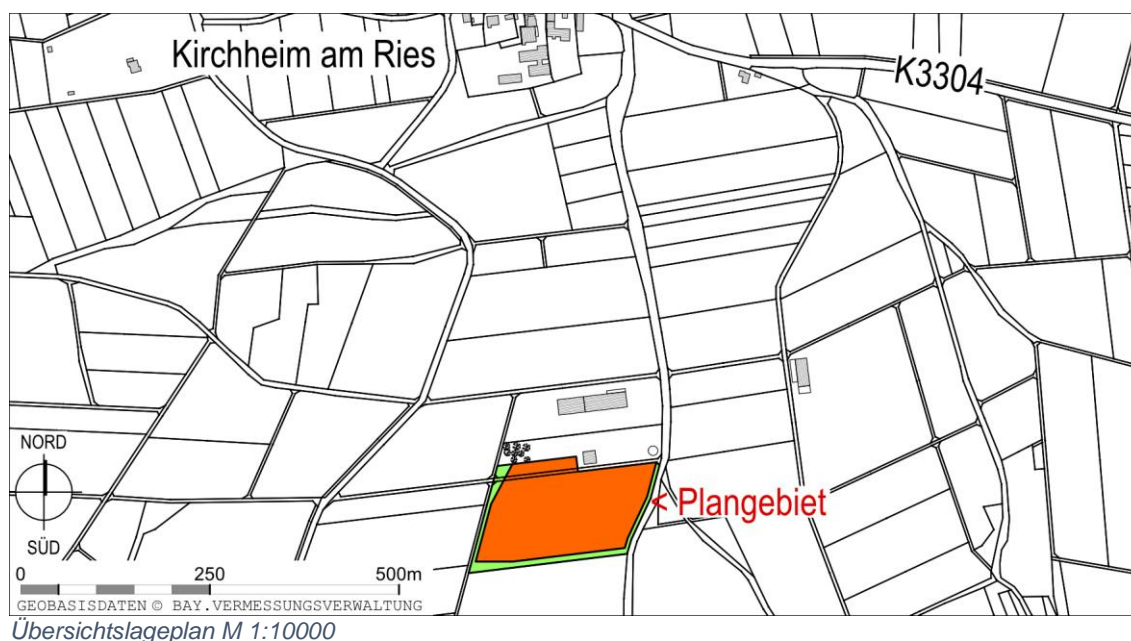 Kirchheim am Ries
K3304
NORD
SÜD
< Plangebiet
0 250 500m
GEOBASISDATEN © BAY.VERMESSUNGSVERWALTUNG
Übersichtslageplan M 1:10000